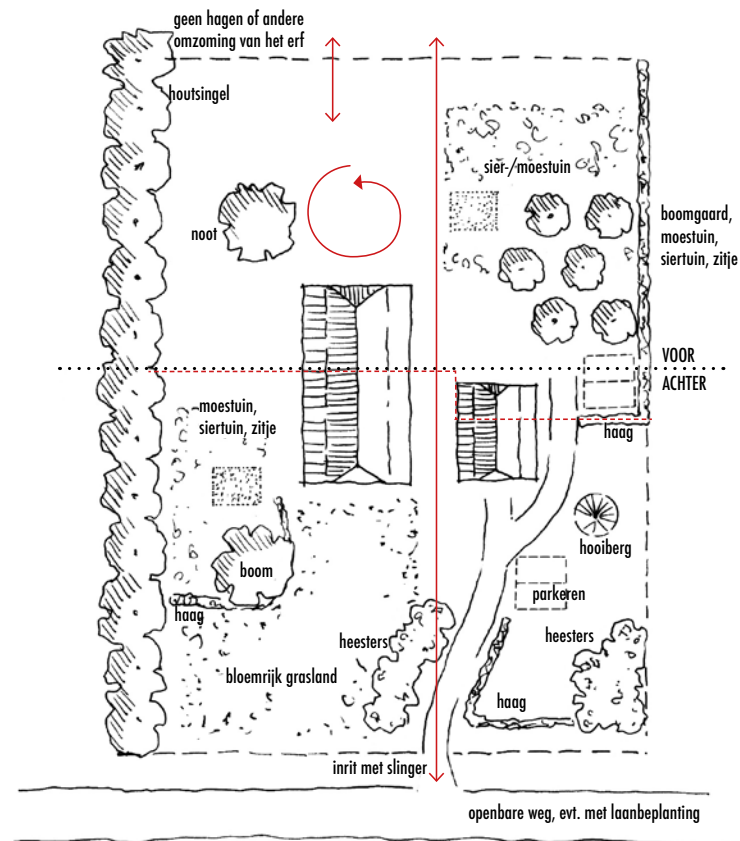 geen hagen of andere
omzoming van het erf
houtsingel
sier-/moestuin
noot
boomgaard,
moestuin,
siertuin, zitje
VOOR
ACHTER
moestuin,
siertuin, zitje
haag
hooiberg
boom
parkeren
haag
heesters
heesters
bloemrijk grasland
haag
inrit met slinger
openbare weg, evt. met laanbeplanting